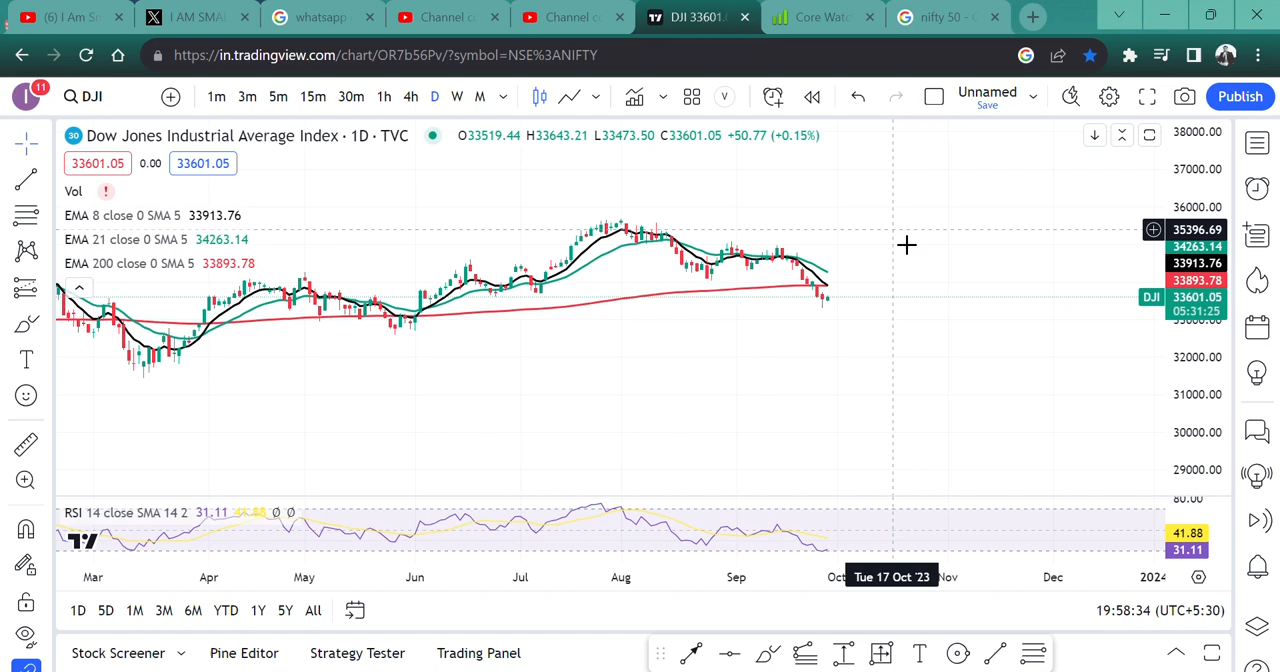 (6) I Am Sm
I AM SMAL
whatsapp
Channel c
Channel c
DJI 33601.
Core Wat
nifty 50 -
https://in.tradingview.com/chart/OR7b56Pv/?symbol=NSE%3ANIFTY
I
11
DJI
1m 3m 5m 15m 30m 1h 4h D W M
V
Unnamed
Save
Publish
30 Dow Jones Industrial Average Index · 1D · TVC
O33519.44 H33643.21 L33473.50 C33601.05 +50.77 (+0.15%)
33601.05 0.00 33601.05
Vol !
EMA 8 close 0 SMA 5 33913.76
EMA 21 close 0 SMA 5 34263.14
EMA 200 close 0 SMA 5 33893.78
38000.00
37000.00
36000.00
35396.69
34263.14
33913.76
33893.78
DJI 33601.05
05:31:25
33000.00
32000.00
31000.00
30000.00
29000.00
80.00
RSI 14 close SMA 14 2 31.11 41.88 Ø Ø
41.88
31.11
Mar Apr May Jun Jul Aug Sep Oct Tue 17 Oct '23 Nov Dec 2024
1D 5D 1M 3M 6M YTD 1Y 5Y All
19:58:34 (UTC+5:30)
Stock Screener Pine Editor Strategy Tester Trading Panel